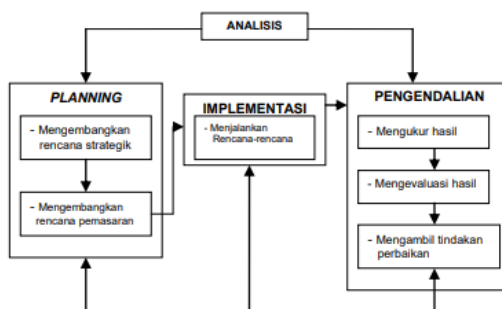 ANALISIS
PLANNING
- Mengembangkan
rencana strategik
- Mengembangkan
rencana pemasaran
IMPLEMENTASI
- Menjalankan
Rencana-rencana
PENGENDALIAN
- Mengukur hasil
- Mengevaluasi hasil
- Mengambil tindakan
perbaikan